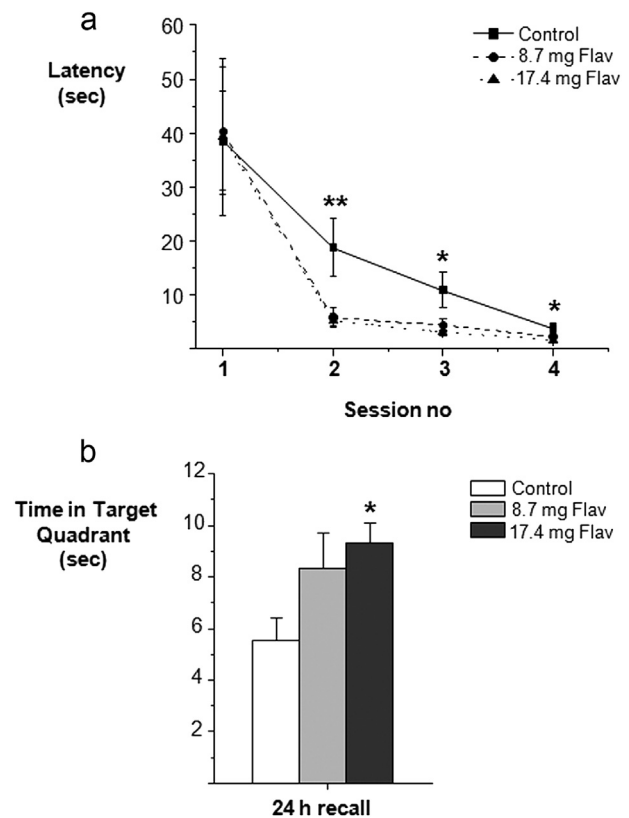 a
Latency
(sec)
60
50
40
30
20
10
Control
8.7 mg Flav
17.4 mg Flav
**
*
*
1 2 3 4
Session no
b
Time in Target
Quadrant
(sec)
12
10
8
6
4
2
Control
8.7 mg Flav
17.4 mg Flav
*
24 h recall